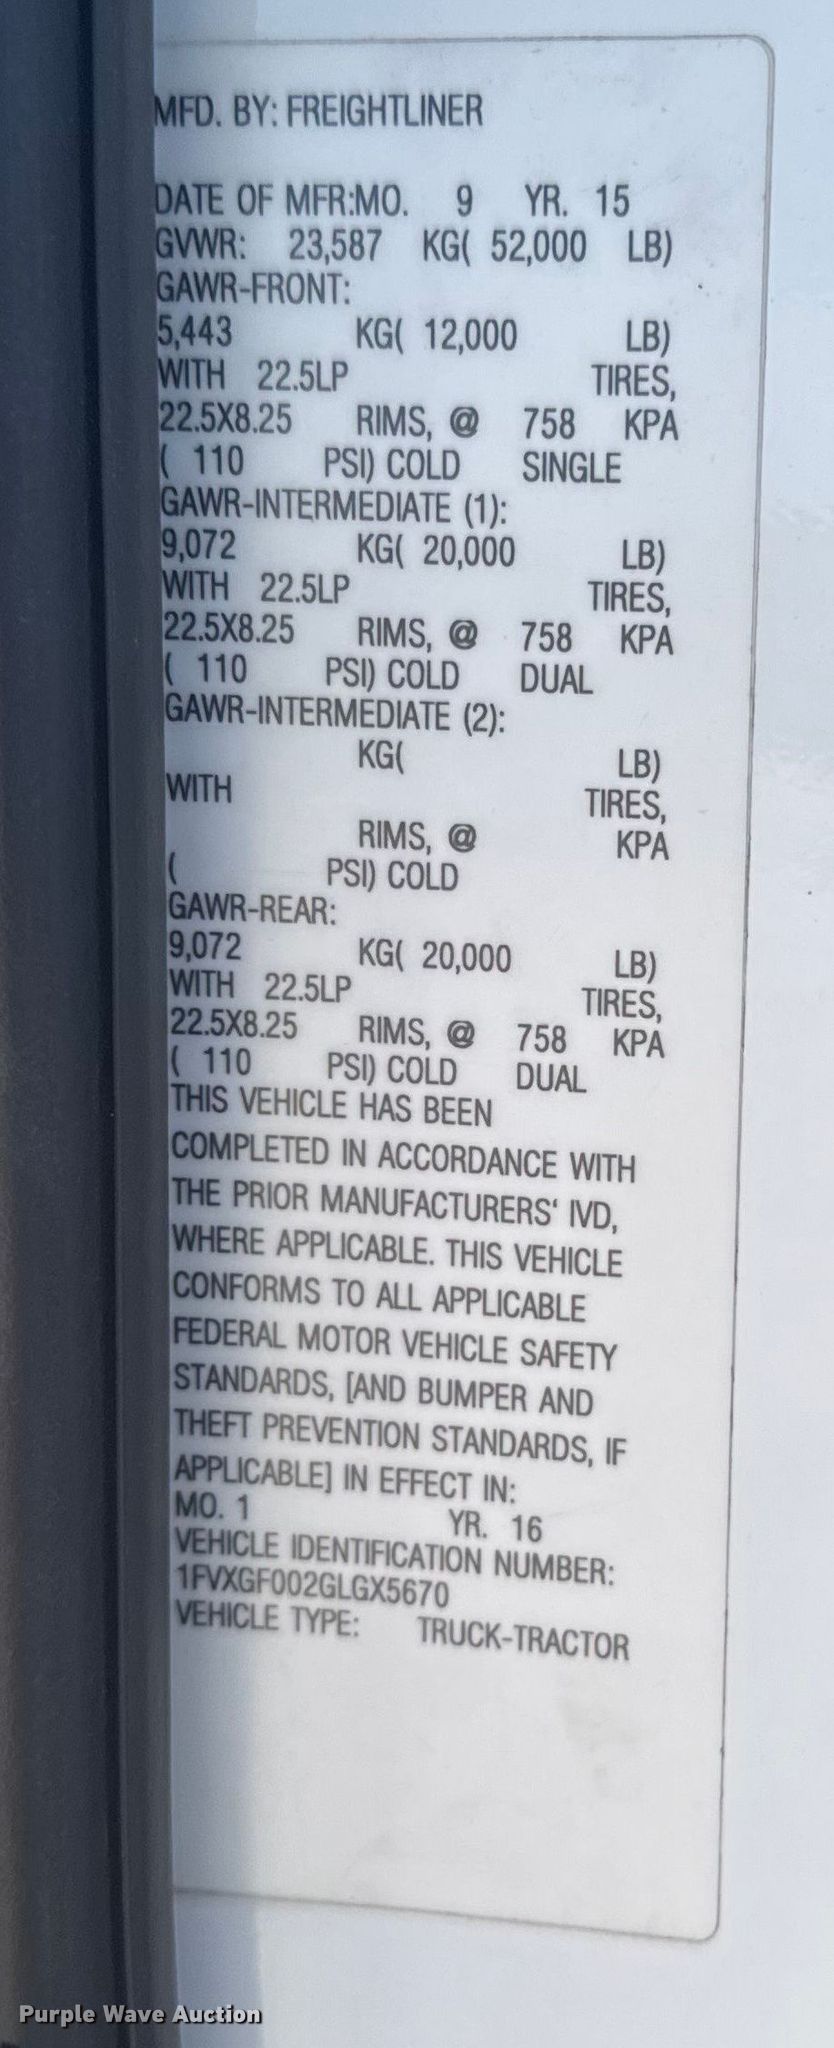 MFD. BY: FREIGHTLINER
DATE OF MFR:MO. 9 YR. 15
GVWR: 23,587 KG( 52,000 LB)
GAWR-FRONT:
5,443 KG( 12,000 LB)
WITH 22.5LP TIRES,
22.5X8.25 RIMS, @ 758 KPA
( 110 PSI) COLD SINGLE
GAWR-INTERMEDIATE (1):
9,072 KG( 20,000 LB)
WITH 22.5LP TIRES,
22.5X8.25 RIMS, @ 758 KPA
( 110 PSI) COLD DUAL
GAWR-INTERMEDIATE (2):
KG( LB)
WITH TIRES,
RIMS, @ KPA
( PSI) COLD
GAWR-REAR:
9,072 KG( 20,000 LB)
WITH 22.5LP TIRES,
22.5X8.25 RIMS, @ 758 KPA
( 110 PSI) COLD DUAL
THIS VEHICLE HAS BEEN
COMPLETED IN ACCORDANCE WITH
THE PRIOR MANUFACTURERS' IVD,
WHERE APPLICABLE. THIS VEHICLE
CONFORMS TO ALL APPLICABLE
FEDERAL MOTOR VEHICLE SAFETY
STANDARDS, [AND BUMPER AND
THEFT PREVENTION STANDARDS, IF
APPLICABLE] IN EFFECT IN:
MO. 1 YR. 16
VEHICLE IDENTIFICATION NUMBER:
1FVXGF002GLGX5670
VEHICLE TYPE: TRUCK-TRACTOR
Purple Wave Auction